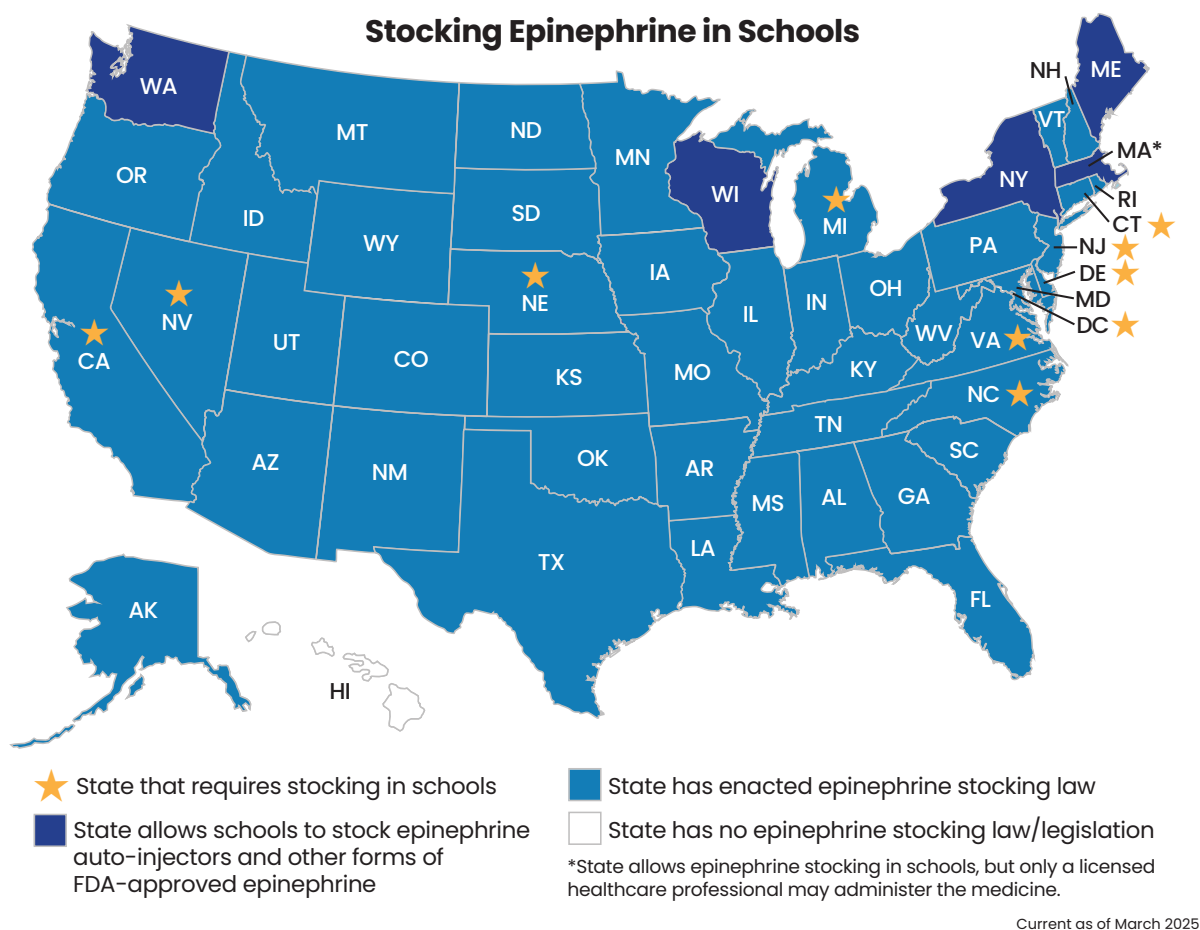 Stocking Epinephrine in Schools
WA
MT
ND
MN
OR
ID
SD
WY
WI
MI
NH
ME
VT
NY
MA*
RI
CT
NJ
DE
MD
DC
PA
NE
IA
NV
CA
UT
CO
KS
MO
IL
IN
OH
WV
VA
KY
NC
TN
SC
AZ
NM
OK
AR
MS
AL
GA
TX
LA
FL
AK
HI
State that requires stocking in schools
State allows schools to stock epinephrine
auto-injectors and other forms of
FDA-approved epinephrine
State has enacted epinephrine stocking law
State has no epinephrine stocking law/legislation
*State allows epinephrine stocking in schools, but only a licensed
healthcare professional may administer the medicine.
Current as of March 2025